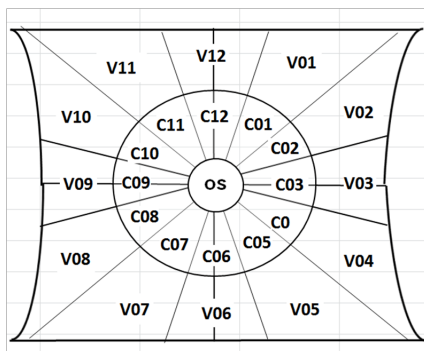 V11 V12 V01
V10 C11 C12 C01 V02
C10 C02
V09 C09 OS C03 V03
C08 C0
V08 C07 C06 C05 V04
V07 V06 V05